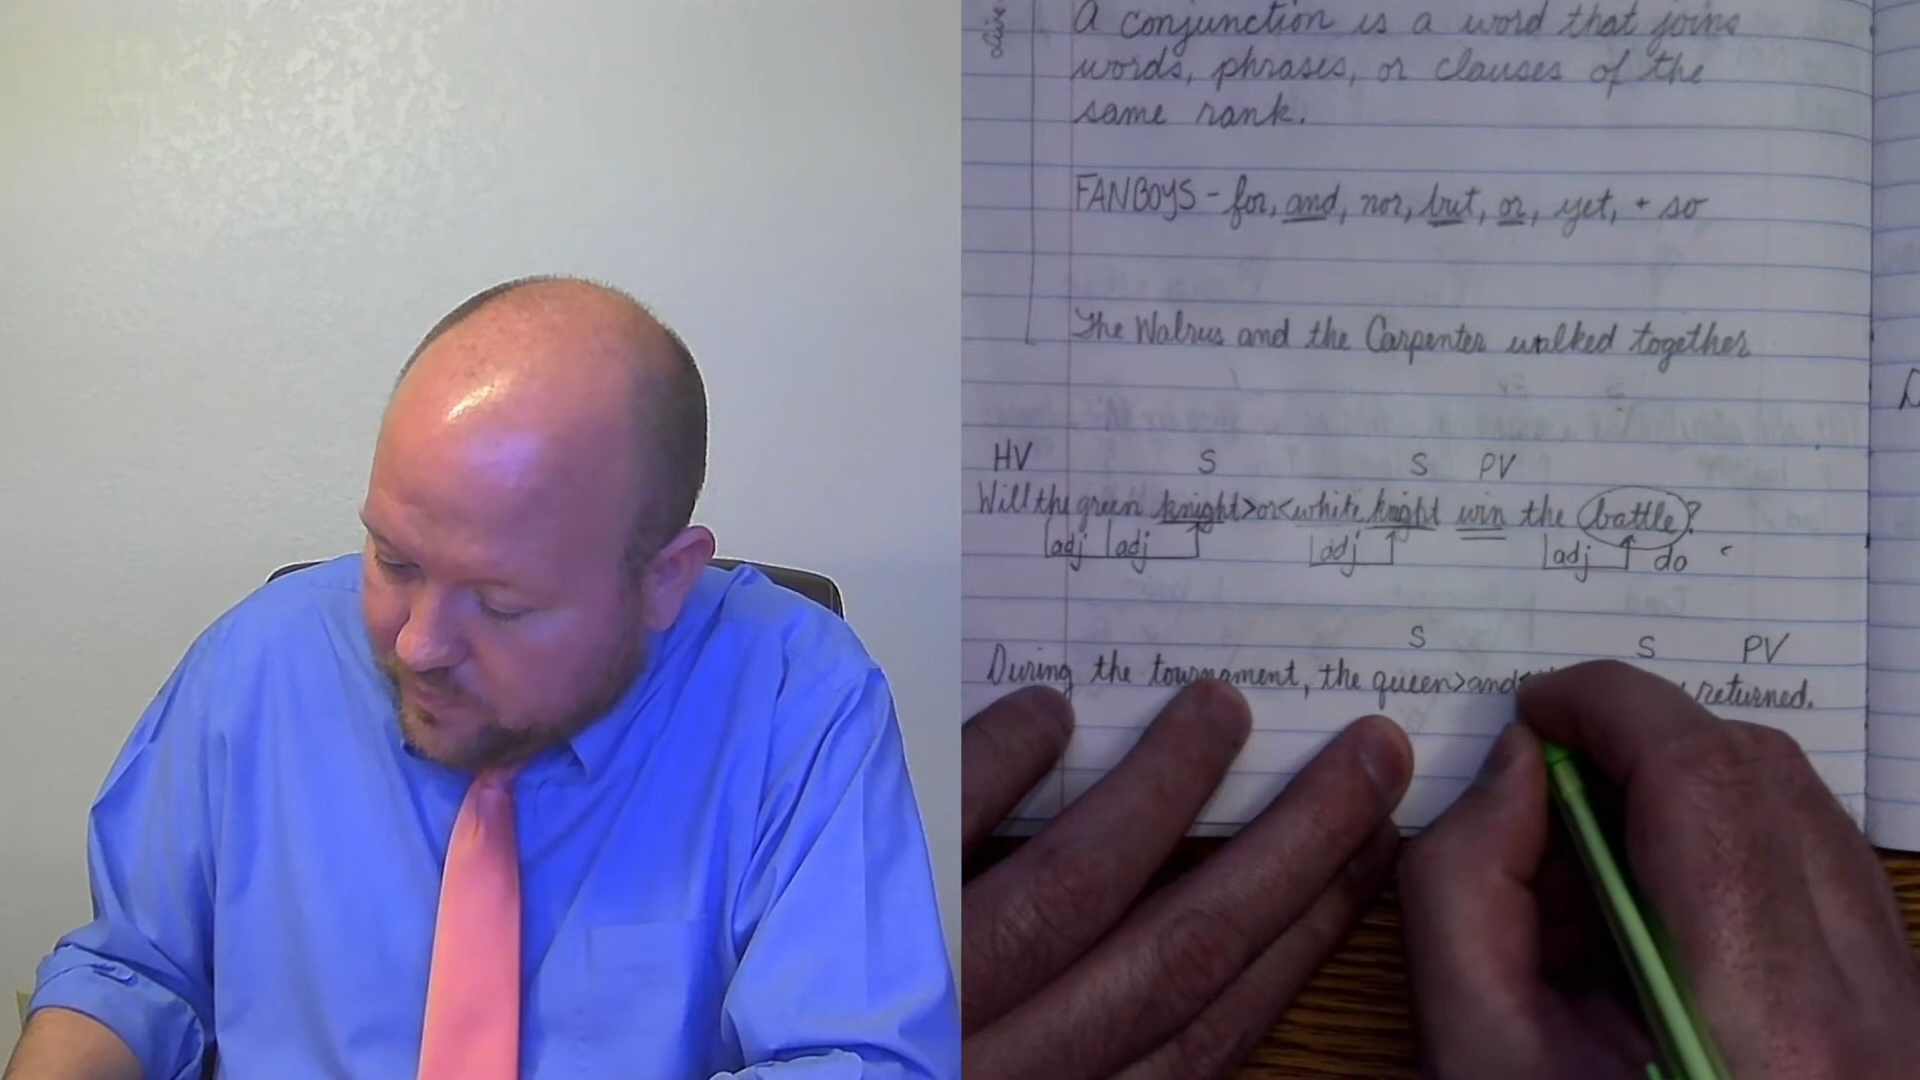 A conjunction is a word that joins
words, phrases, or clauses of the
same rank.
FANBOYS - for, and, nor, but, or, yet, + so
The Walrus and the Carpenter walked together
HV S S PV
Will the green knight>or<white knight win the battle?
adj adj adj adj do
S S PV
During the tournament, the queen>and< returned.